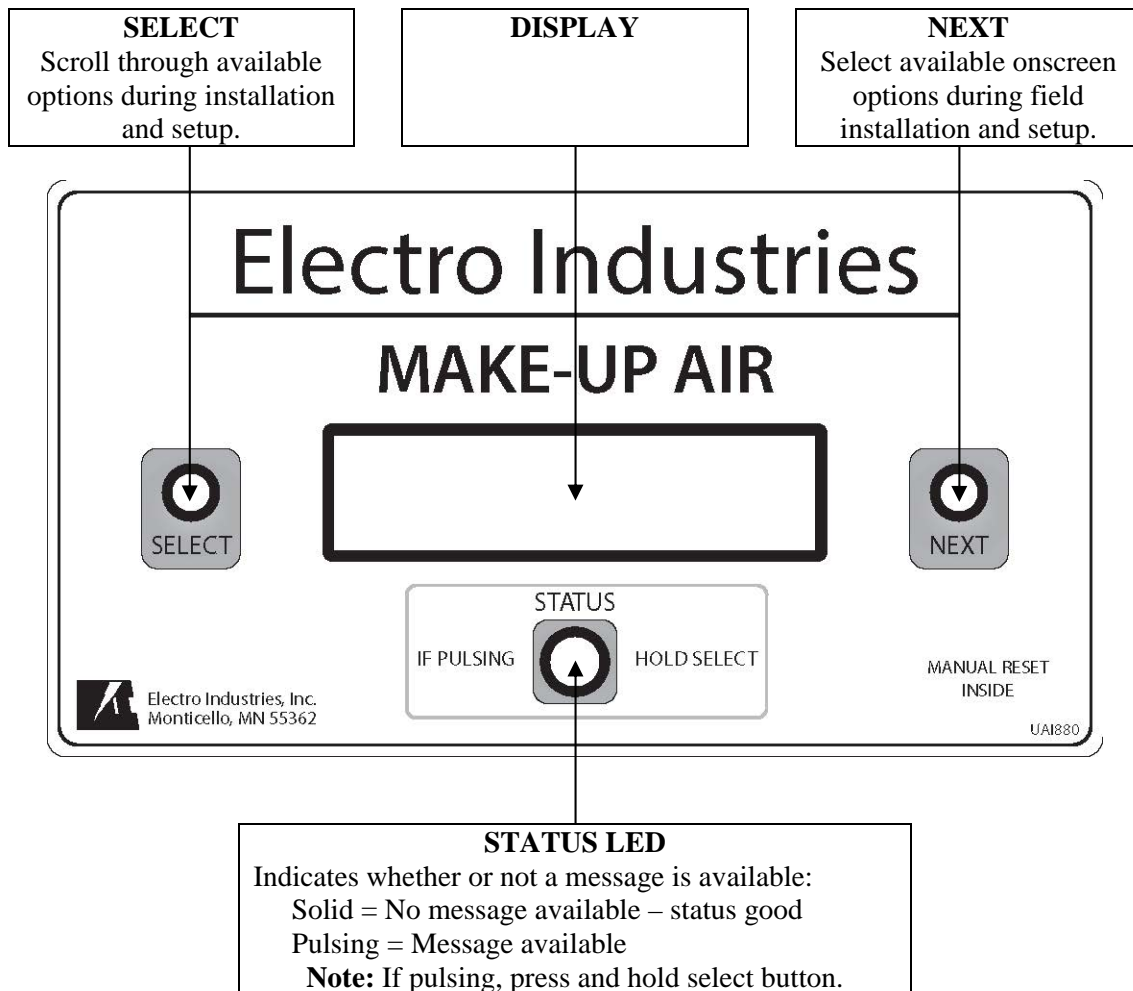 SELECT
Scroll through available
options during installation
and setup.
DISPLAY
NEXT
Select available onscreen
options during field
installation and setup.
Electro Industries
MAKE-UP AIR
SELECT
NEXT
STATUS
IF PULSING
HOLD SELECT
Electro Industries, Inc.
Monticello, MN 55362
MANUAL RESET
INSIDE
UAI880
STATUS LED
Indicates whether or not a message is available:
Solid = No message available – status good
Pulsing = Message available
Note: If pulsing, press and hold select button.